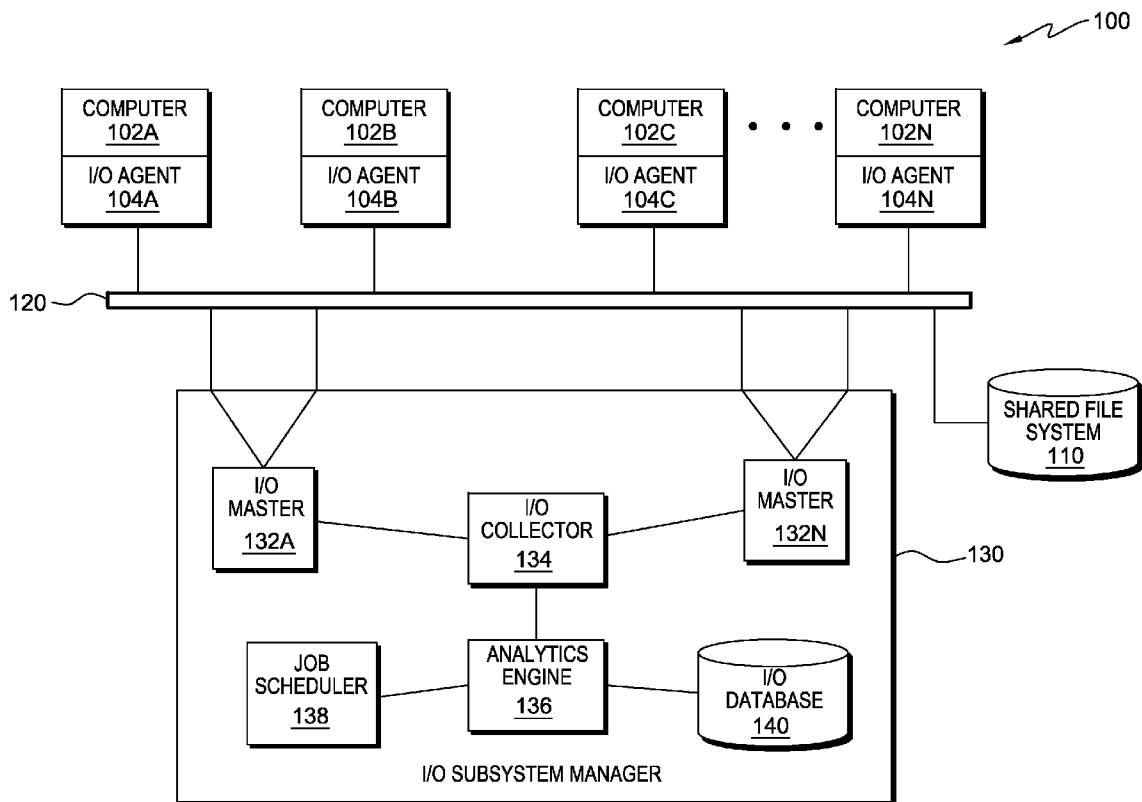 100
COMPUTER
102A
I/O AGENT
104A
COMPUTER
102B
I/O AGENT
104B
COMPUTER
102C
I/O AGENT
104C
COMPUTER
102N
I/O AGENT
104N
120
SHARED FILE
SYSTEM
110
I/O
MASTER
132A
I/O
COLLECTOR
134
I/O
MASTER
132N
130
JOB
SCHEDULER
138
ANALYTICS
ENGINE
136
I/O
DATABASE
140
I/O SUBSYSTEM MANAGER